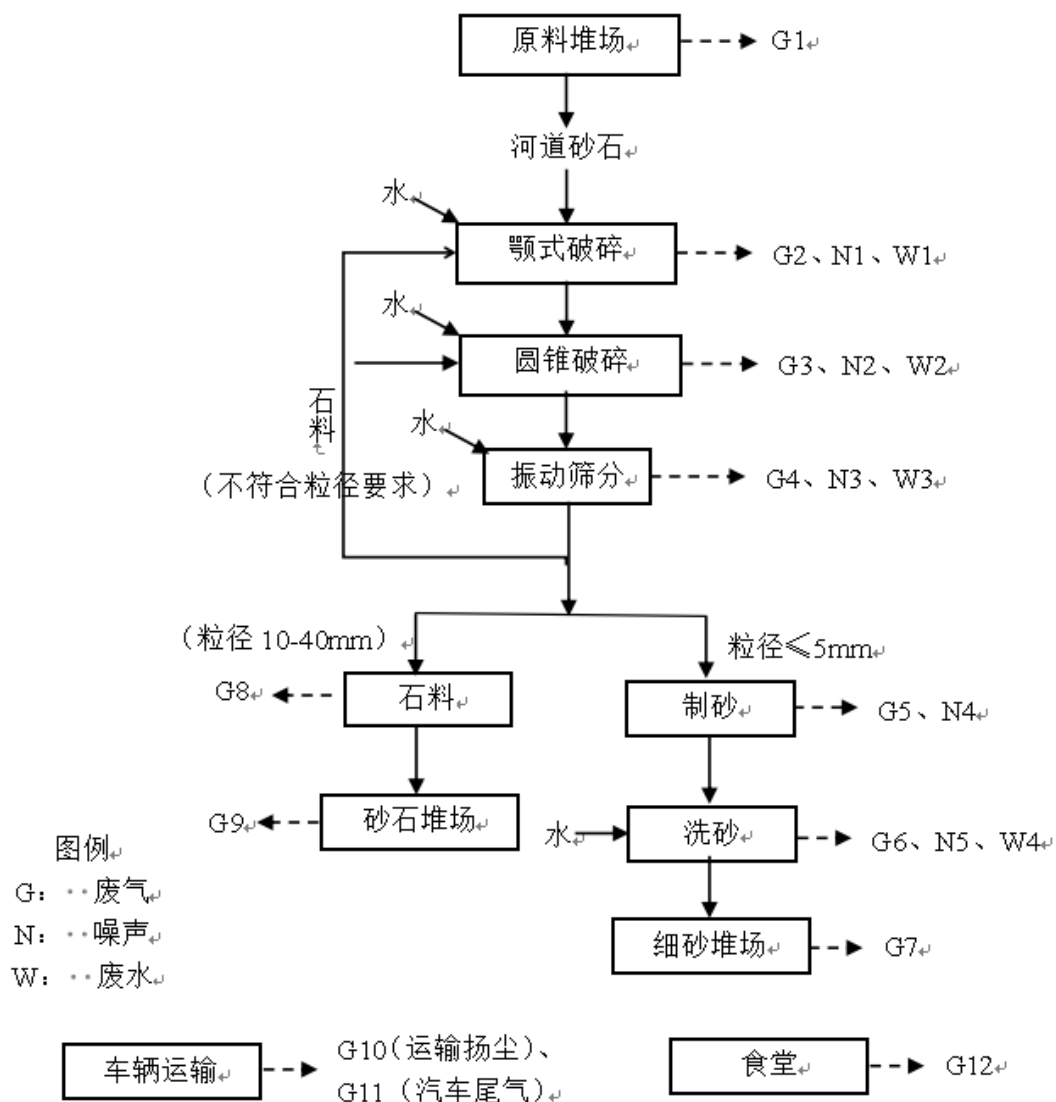 原料堆场
G1
河道砂石
水
颚式破碎
G2、N1、W1
水
圆锥破碎
G3、N2、W2
石料
水
振动筛分
G4、N3、W3
（不符合粒径要求）
（粒径 10-40mm）
粒径≤5mm
G8
石料
制砂
G5、N4
G9
砂石堆场
水
洗砂
G6、N5、W4
细砂堆场
G7
图例
G：··废气
N：··噪声
W：··废水
车辆运输
G10（运输扬尘）、
G11（汽车尾气）
食堂
G12